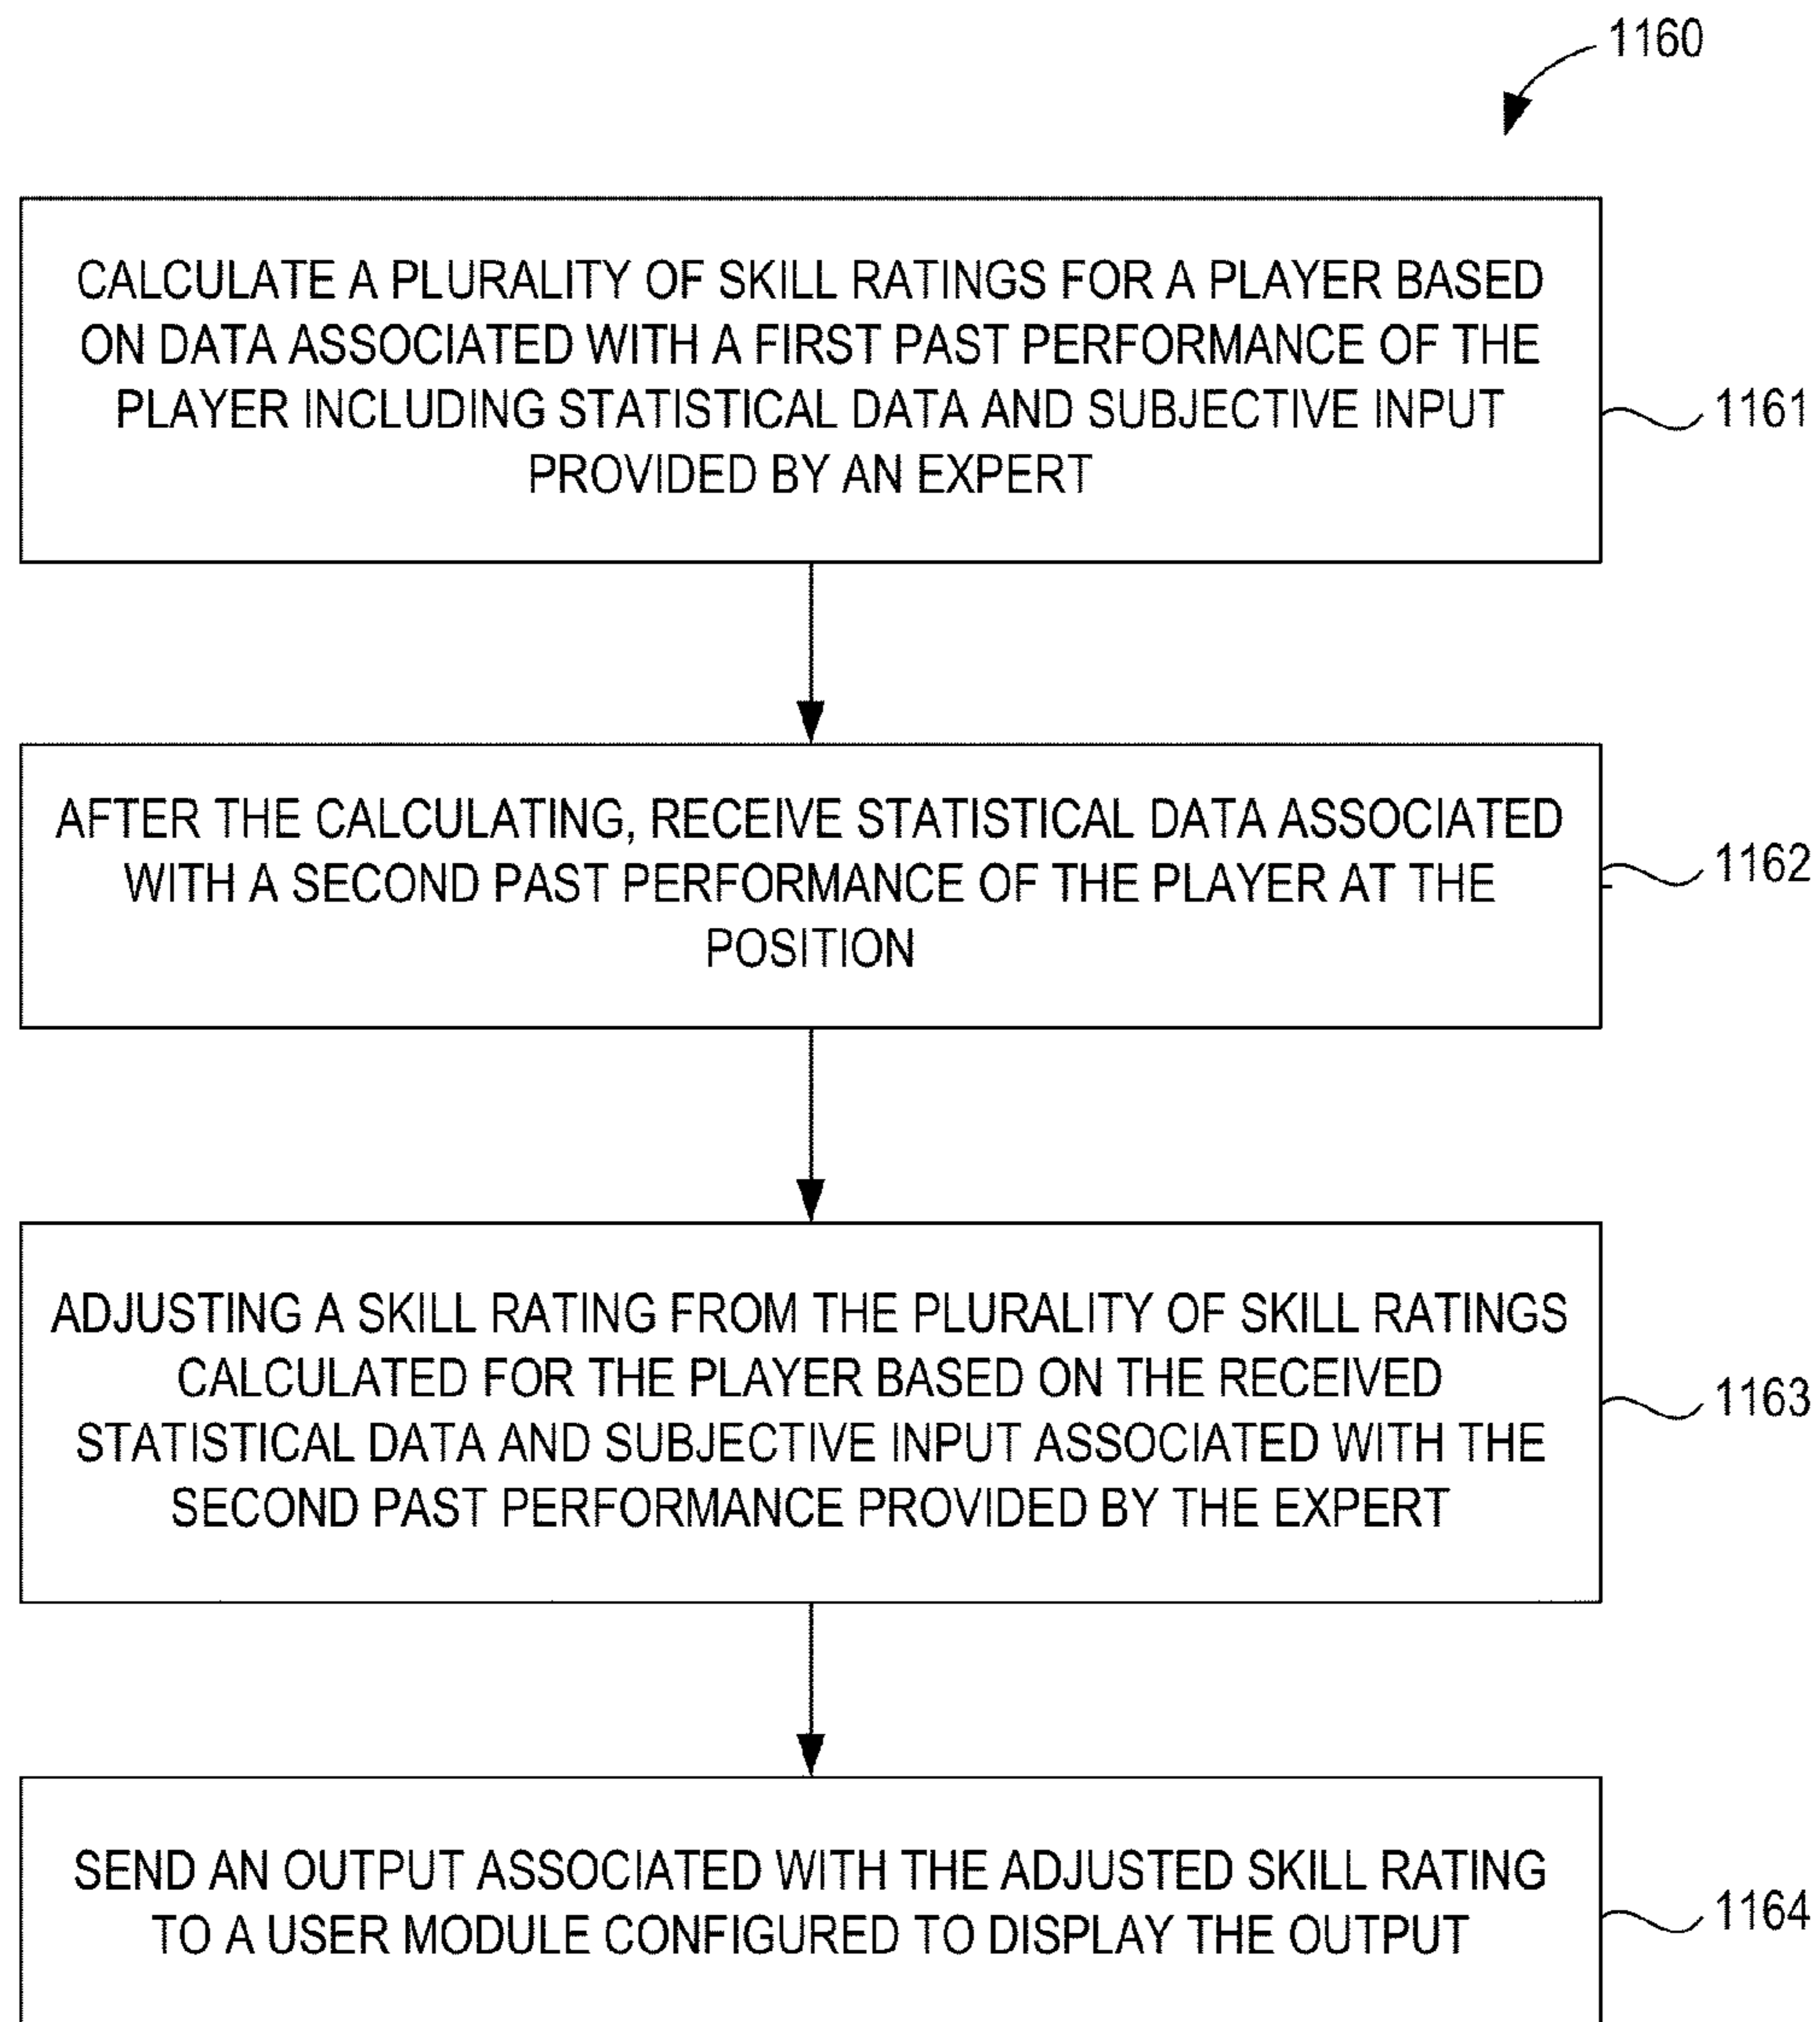 1160
CALCULATE A PLURALITY OF SKILL RATINGS FOR A PLAYER BASED
ON DATA ASSOCIATED WITH A FIRST PAST PERFORMANCE OF THE
PLAYER INCLUDING STATISTICAL DATA AND SUBJECTIVE INPUT
PROVIDED BY AN EXPERT
1161
AFTER THE CALCULATING, RECEIVE STATISTICAL DATA ASSOCIATED
WITH A SECOND PAST PERFORMANCE OF THE PLAYER AT THE
POSITION
1162
ADJUSTING A SKILL RATING FROM THE PLURALITY OF SKILL RATINGS
CALCULATED FOR THE PLAYER BASED ON THE RECEIVED
STATISTICAL DATA AND SUBJECTIVE INPUT ASSOCIATED WITH THE
SECOND PAST PERFORMANCE PROVIDED BY THE EXPERT
1163
SEND AN OUTPUT ASSOCIATED WITH THE ADJUSTED SKILL RATING
TO A USER MODULE CONFIGURED TO DISPLAY THE OUTPUT
1164